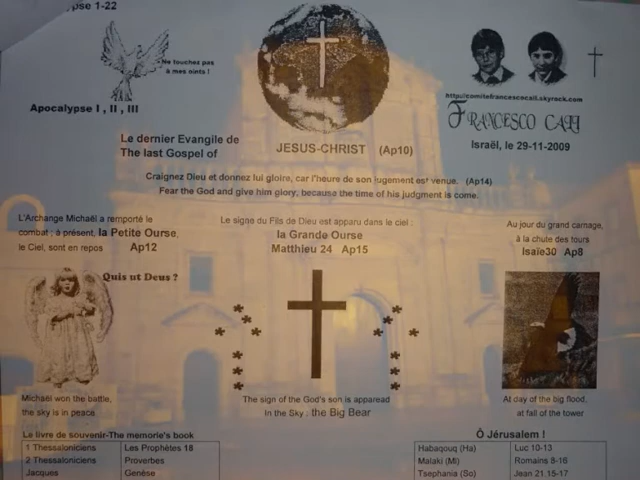 pse 1-22
Ne touchez pas
à mes nints !
Apocalypse I , II , III
http://comitefrancescocali.skyrock.com
FRANCESCO CALI
Israël, le 29-11-2009
Le dernier Evangile de
The last Gospel of
JESUS-CHRIST (Ap10)
Craignez Dieu et donnez lui gloire, car l'heure de son jugement est venue. (Ap14)
Fear the God and give him glory, because the time of his judgment is come.
L'Archange Michaël a remporté le
combat ; à présent, la Petite Ourse,
le Ciel, sont en repos Ap12
Le signe du Fils de Dieu est apparu dans le ciel :
la Grande Ourse
Matthieu 24 Ap15
Au jour du grand carnage,
à la chute des tours
Isaïe30 Ap8
Quis ut Deus ?
Michaël won the battle,
the sky is in peace
The sign of the God's son is apparead
In the Sky : the Big Bear
At day of the big flood,
at fall of the tower
Le livre de souvenir-The memorie's book
1 Thessaloniciens Les Prophètes 18
2 Thessaloniciens Proverbes
Jacques Genèse
Ô Jérusalem !
Habaqouq (Ha) Luc 10-13
Malaki (Ml) Romains 8-16
Tsephania (So) Jean 21.15-17